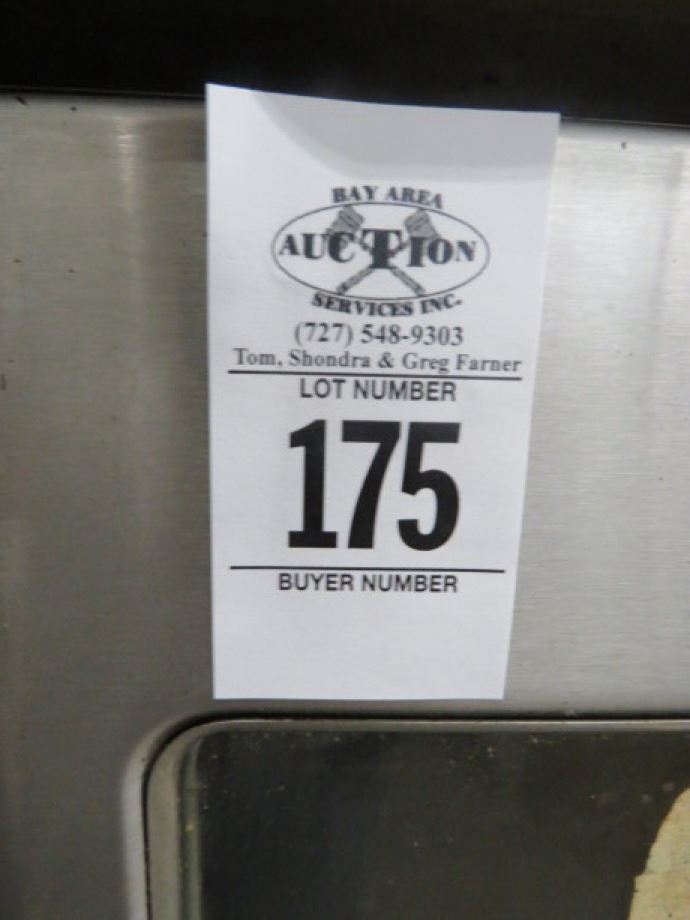 BAY AREA
AUCTION
SERVICES INC.
(727) 548-9303
Tom, Shondra & Greg Farner
LOT NUMBER
175
BUYER NUMBER